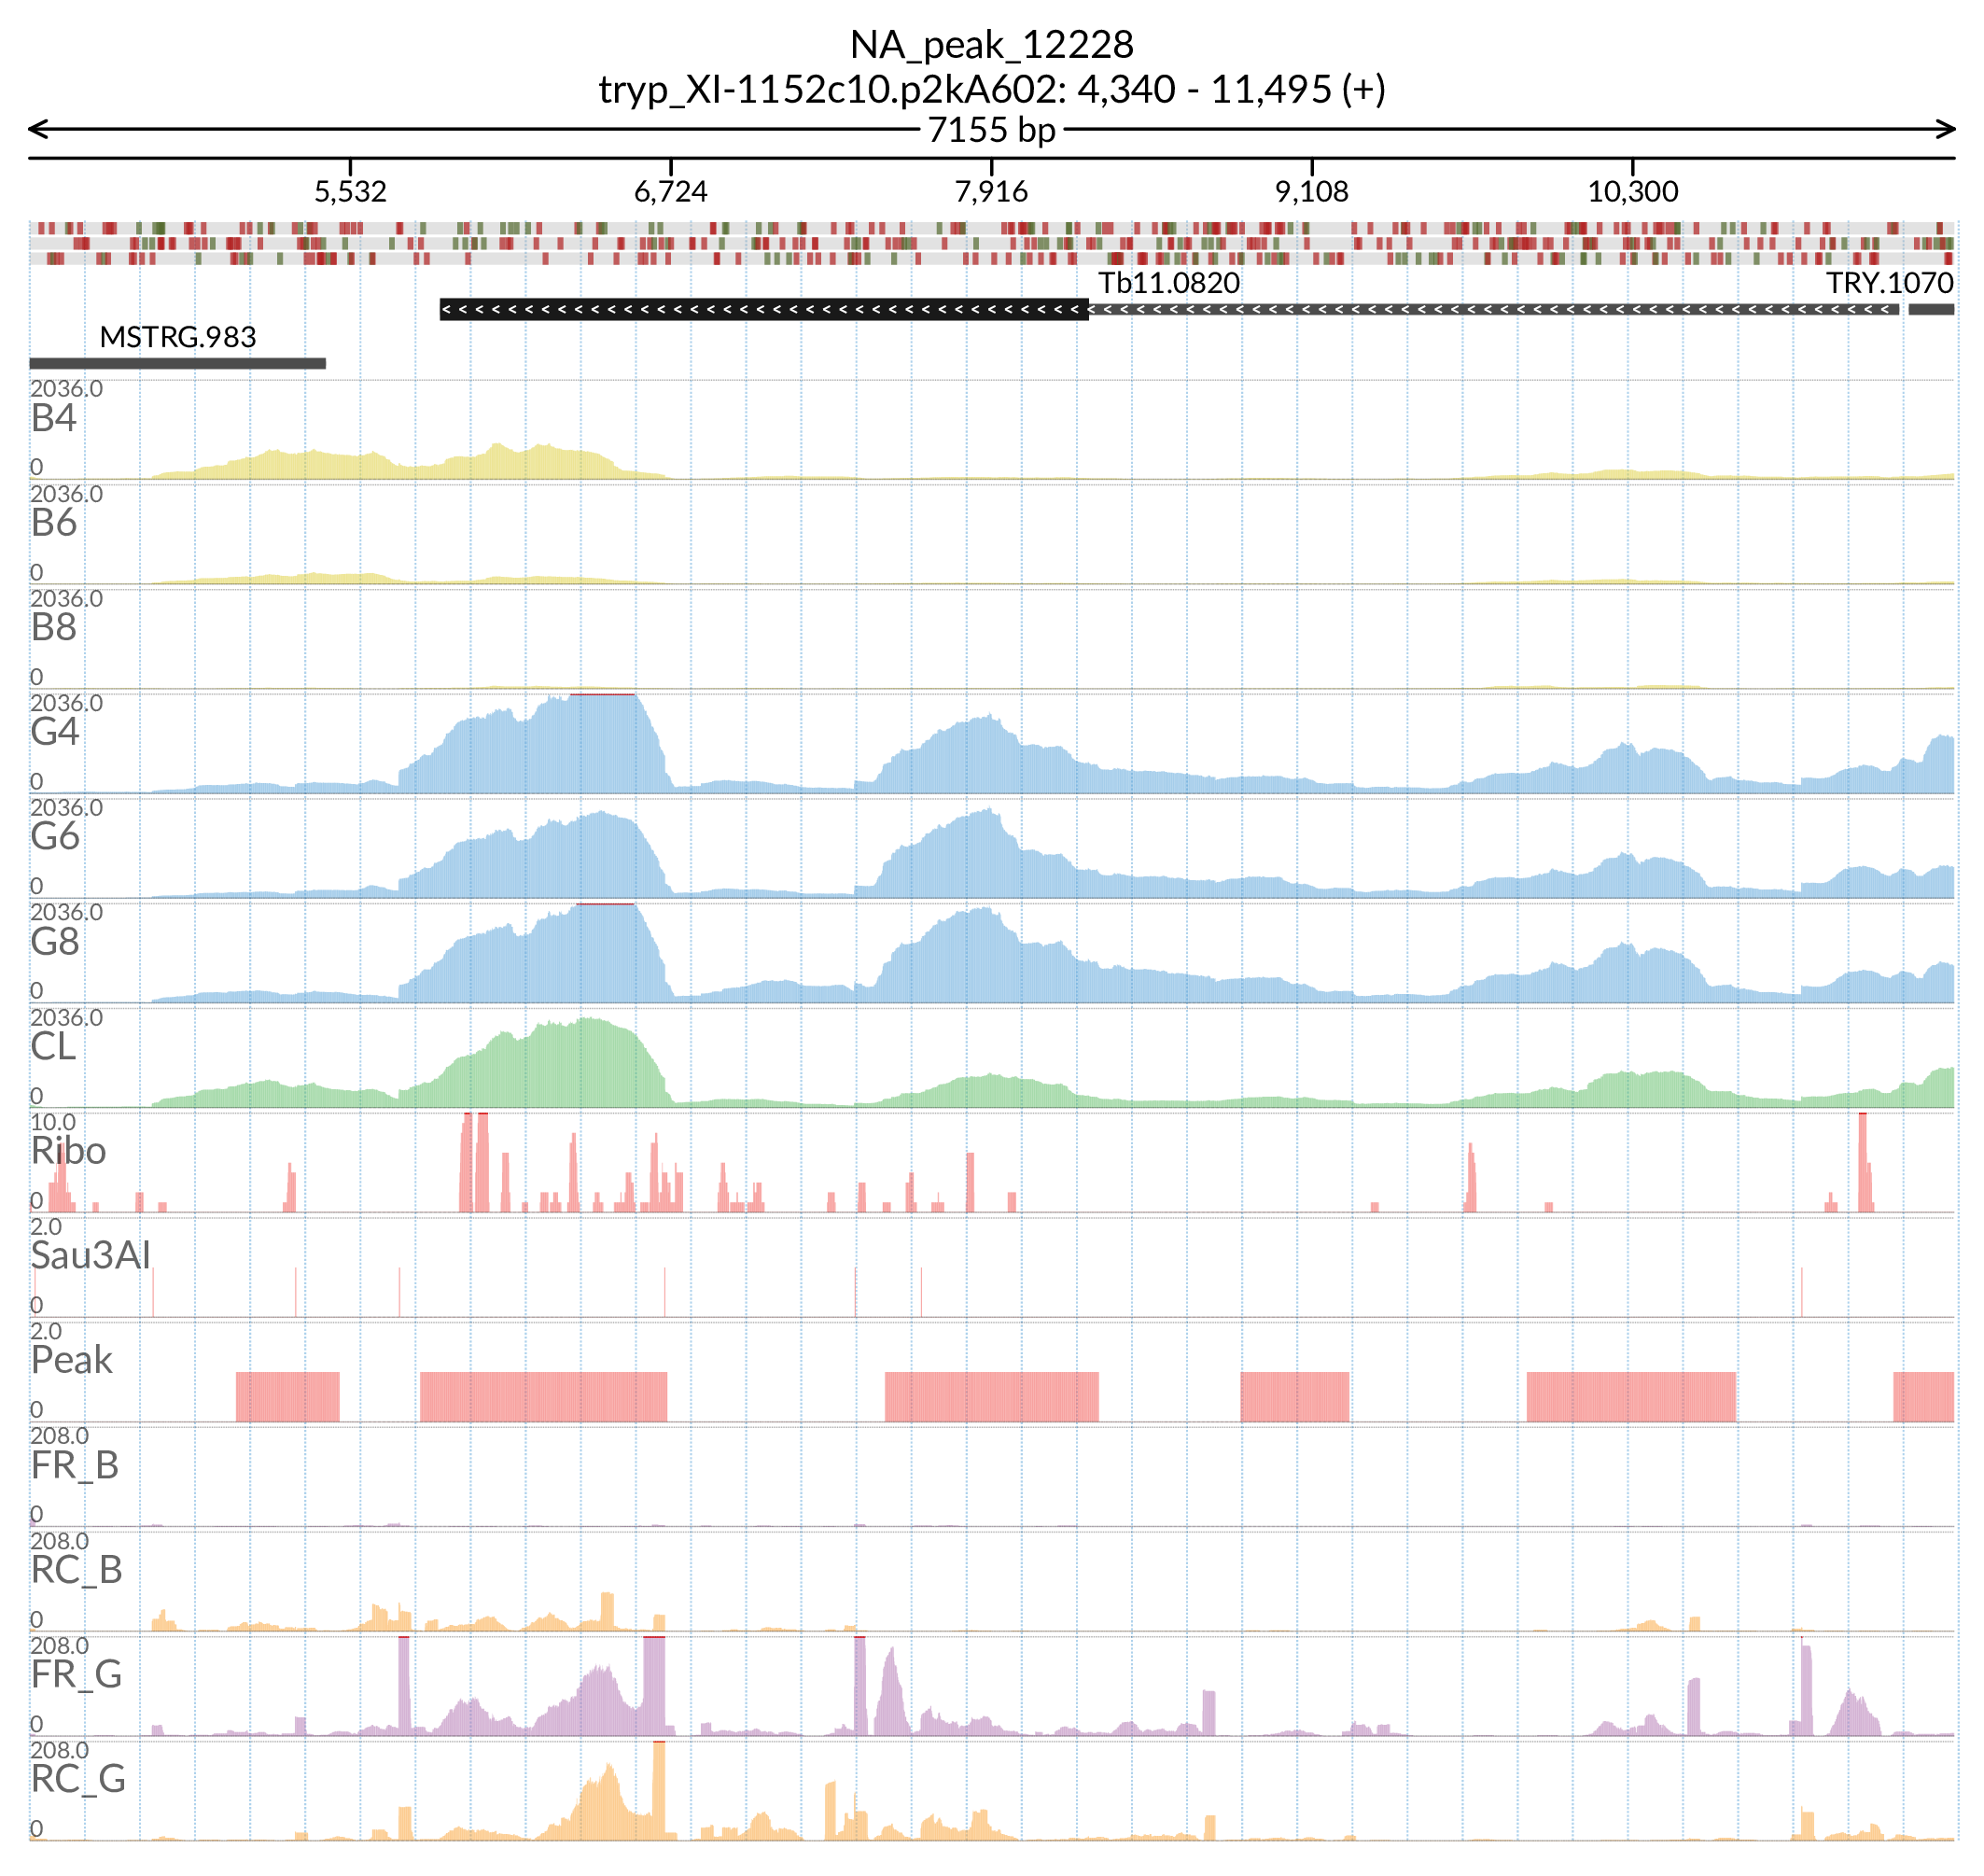 NA_peak_12228
tryp_XI-1152c10.p2kA602: 4,340 - 11,495 (+)
7155 bp
5,532 6,724 7,916 9,108 10,300
Tb11.0820 TRY.1070
MSTRG.983
2036.0
B4
0
2036.0
B6
0
2036.0
B8
0
2036.0
G4
0
2036.0
G6
0
2036.0
G8
0
2036.0
CL
0
10.0
Ribo
0
2.0
Sau3AI
0
2.0
Peak
0
208.0
FR_B
0
208.0
RC_B
0
208.0
FR_G
0
208.0
RC_G
0